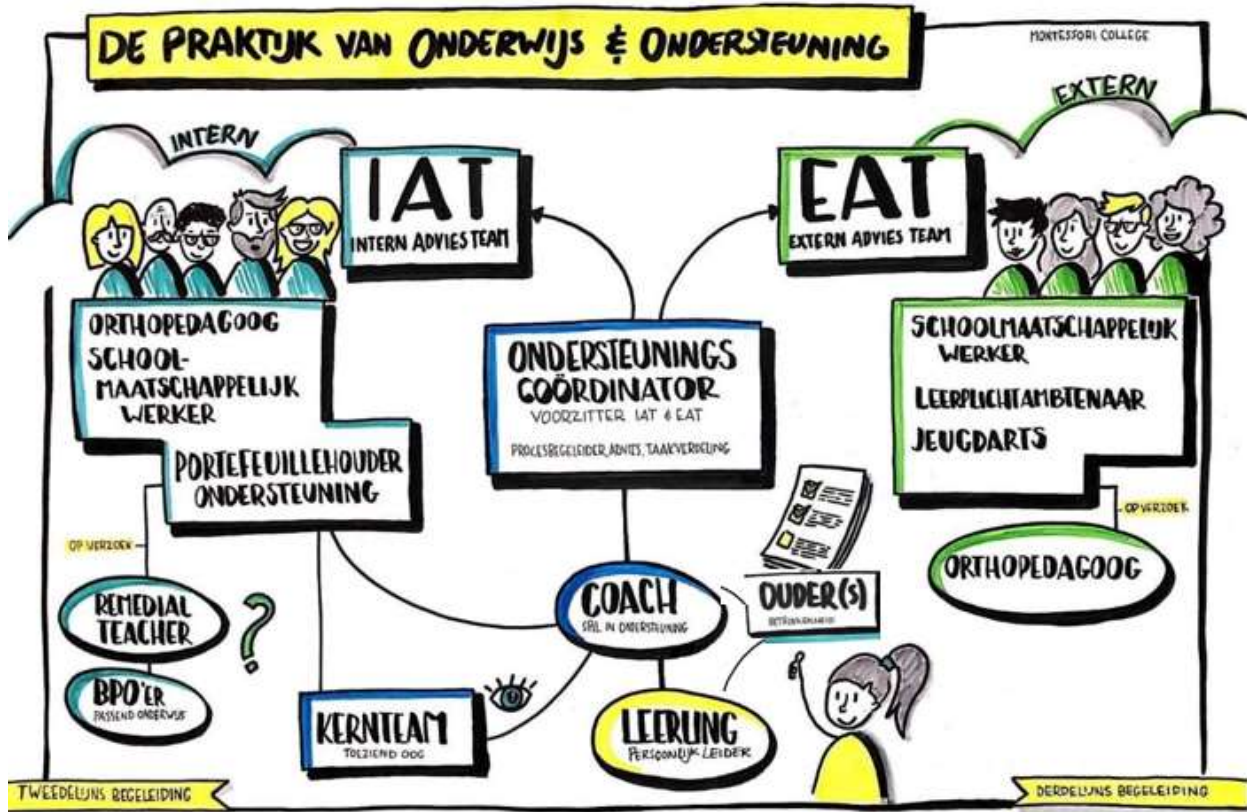 DE PRAKTIJK VAN ONDERWIJS & ONDERSTEUNING
MONTESSORI COLLEGE
INTERN
EXTERN
IAT
INTERN ADVIES TEAM
EAT
EXTERN ADVIES TEAM
ORTHOPEDAGOOG
SCHOOL-
MAATSCHAPPELIJK
WERKER
PORTEFEUILLEHOUDER
ONDERSTEUNING
ONDERSTEUNINGS
COÖRDINATOR
VOORZITTER IAT & EAT
PROCESBEGELEIDER, ADVIES, TAAKVERDELING
SCHOOLMAATSCHAPPELIJK
WERKER
LEERPLICHTAMBTENAAR
JEUGDARTS
OP VERZOEK
OP VERZOEK
ORTHOPEDAGOOG
REMEDIAL
TEACHER
?
BPO'ER
PASSEND ONDERWIJS
COACH
SPIL IN ONDERSTEUNING
OUDER(S)
BETROKKENHEID
KERNTEAM
TOEZIEND OOG
LEERLING
PERSOONLIJK LEIDER
TWEEDELIJNS BEGELEIDING
DERDELIJNS BEGELEIDING